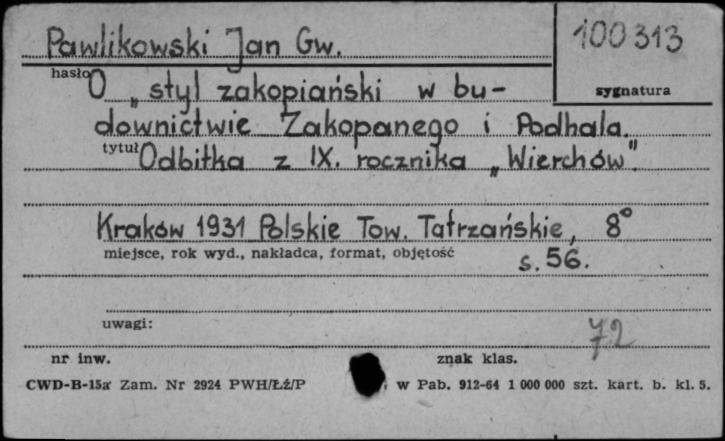 Pawlikowski Jan Gw.
100313
hasło
sygnatura
O „styl zakopiański w bu-
downictwie Zakopanego i Podhala.
tytuł
Odbitka z IX. rocznika „Wierchów".
Kraków 1931 Polskie Tow. Tatrzańskie, 8°
miejsce, rok wyd., nakładca, format, objętość
s. 56.
uwagi:
72
nr inw.
znak klas.
CWD-B-15a Zam. Nr 2924 PWH/Łź/P
w Pab. 912-64 1 000 000 szt. kart. b. kl. 5.